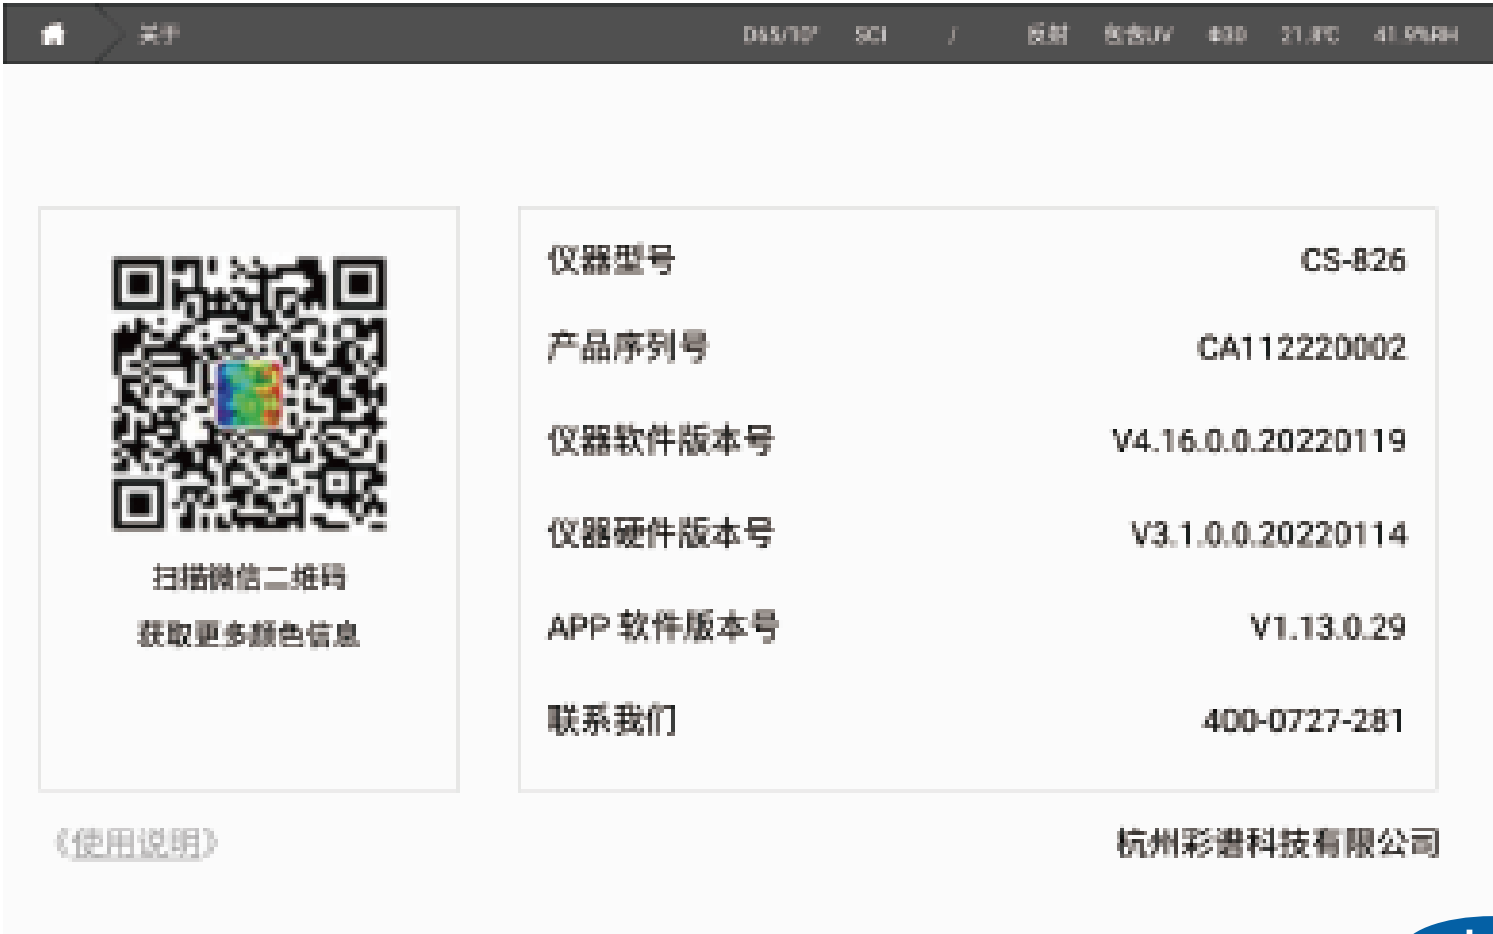 关于 D65/10° SCI / 反射 包含UV Φ30 21.8℃ 41.9%RH
扫描微信二维码
获取更多颜色信息
仪器型号 CS-826
产品序列号 CA112220002
仪器软件版本号 V4.16.0.0.20220119
仪器硬件版本号 V3.1.0.0.20220114
APP 软件版本号 V1.13.0.29
联系我们 400-0727-281
《使用说明》 杭州彩谱科技有限公司